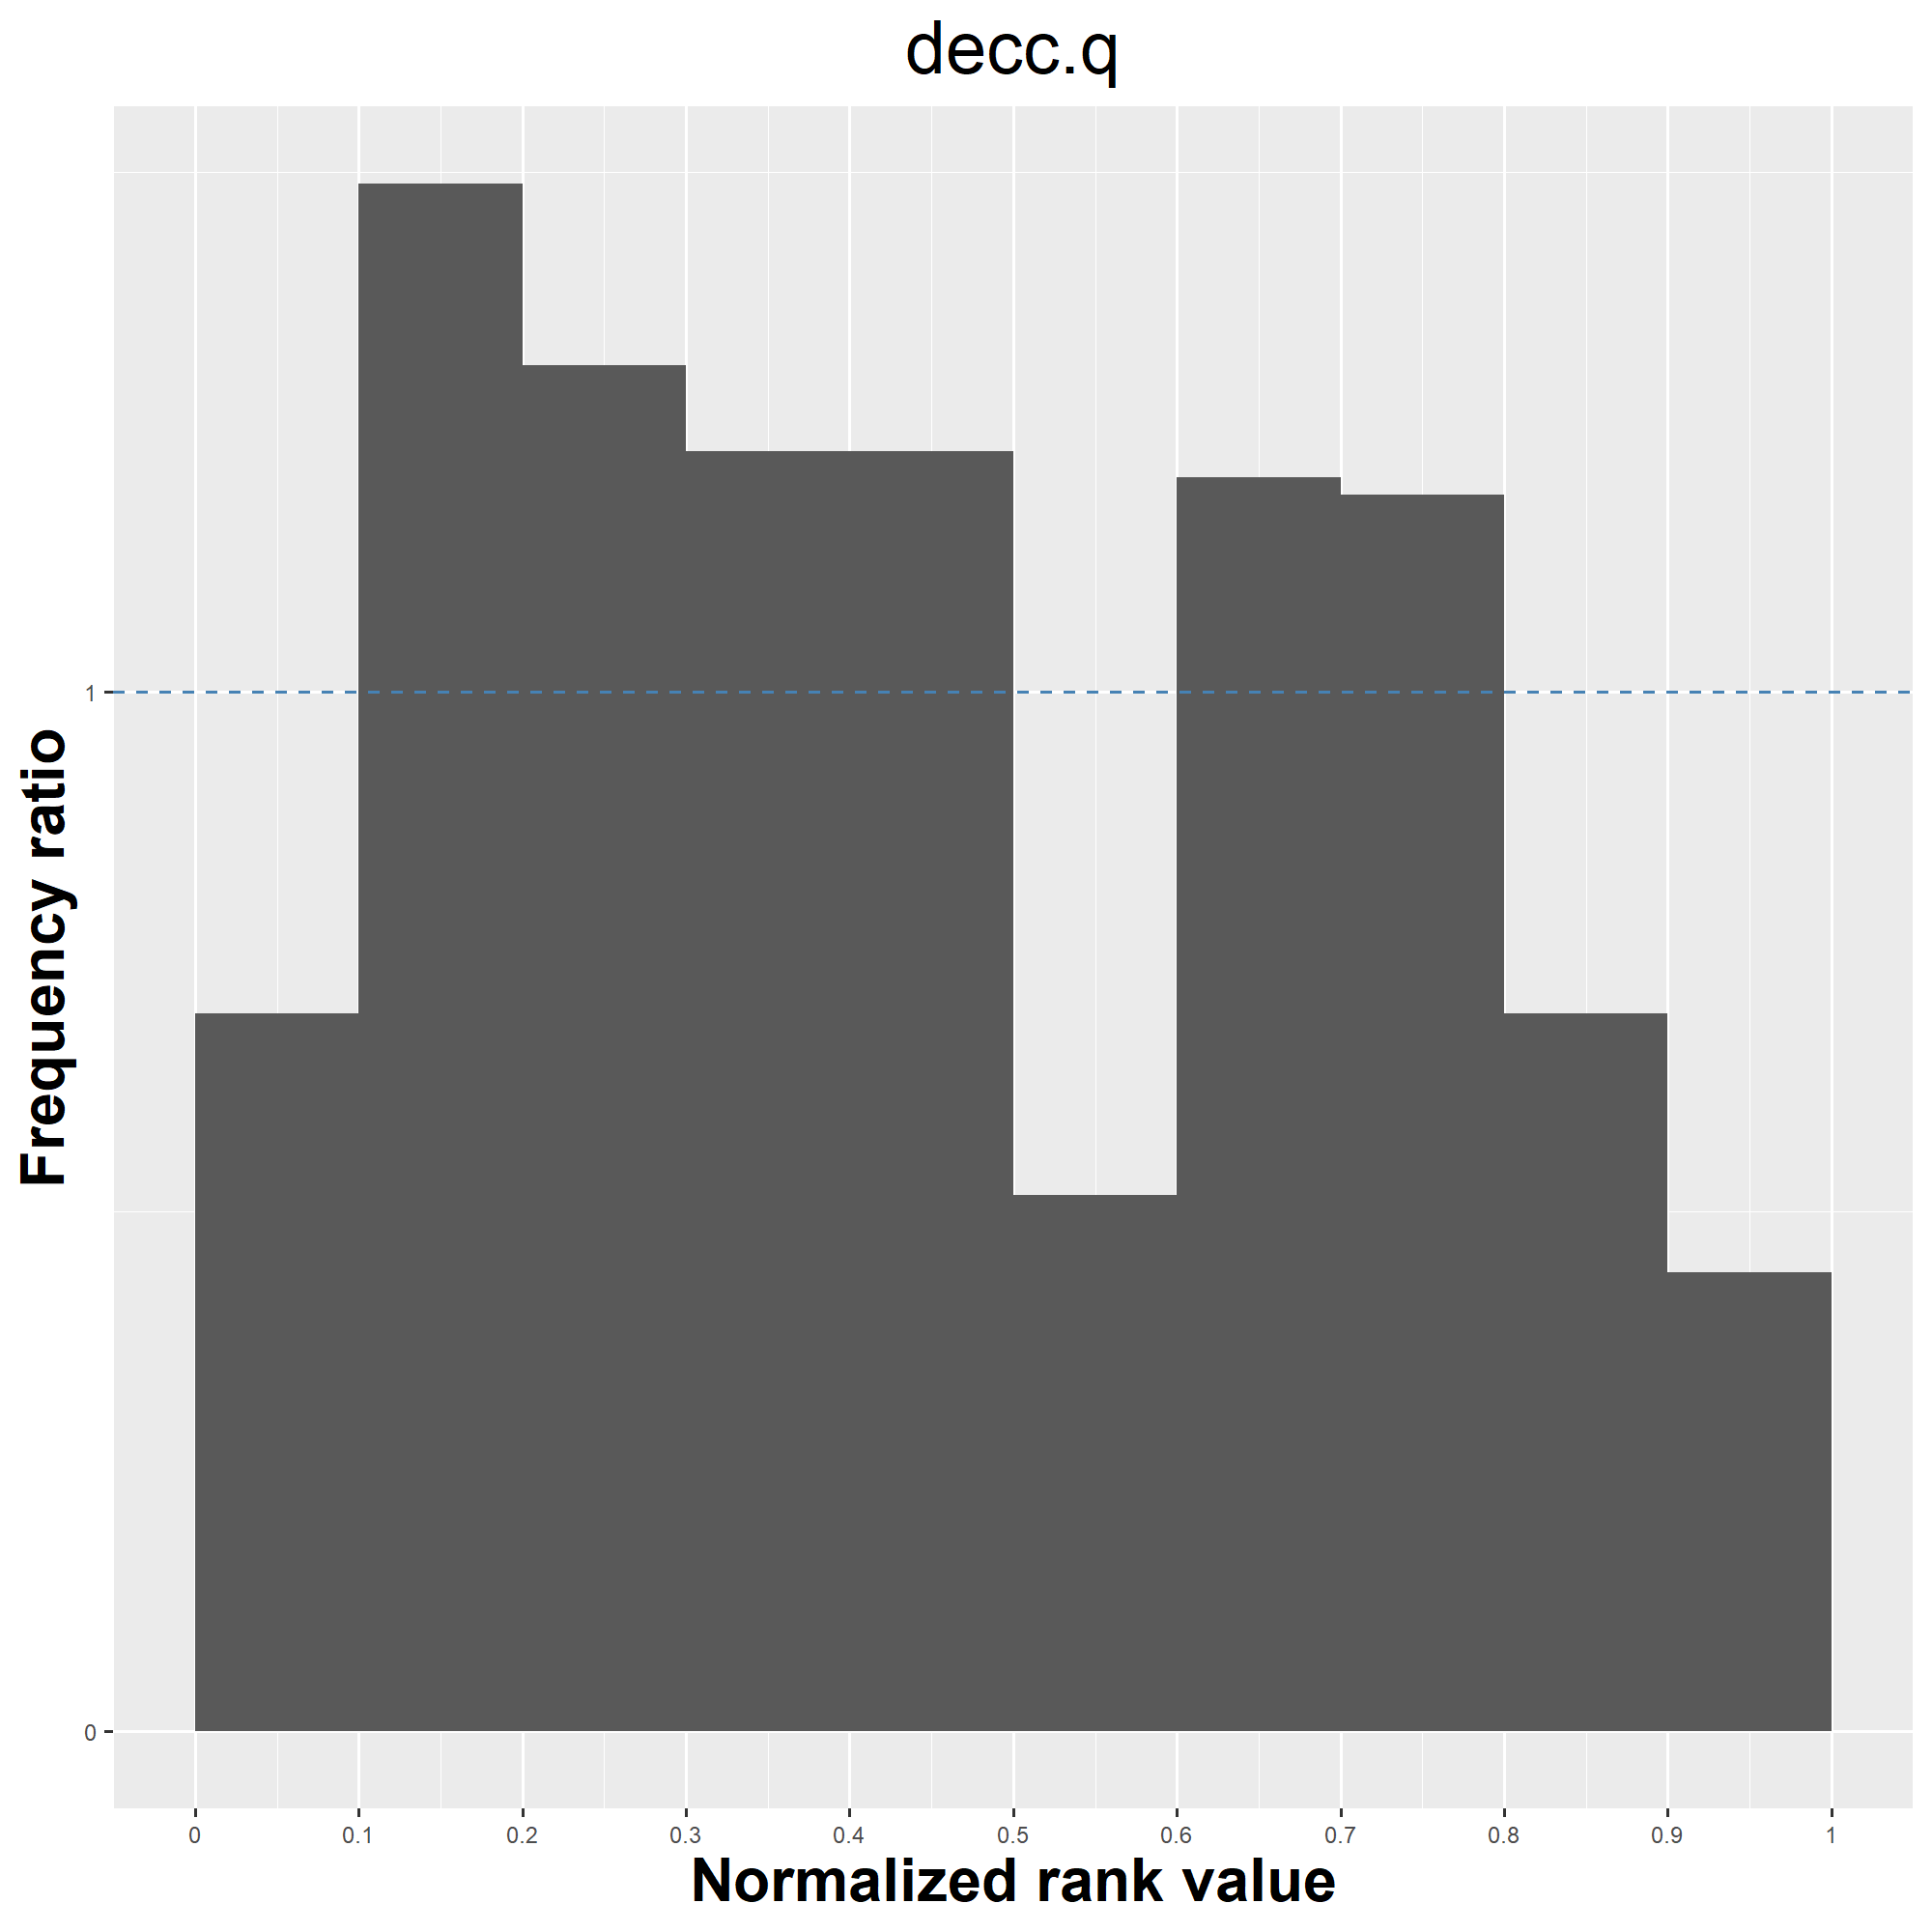 decc.q
Frequency ratio
1
0
0 0.1 0.2 0.3 0.4 0.5 0.6 0.7 0.8 0.9 1
Normalized rank value